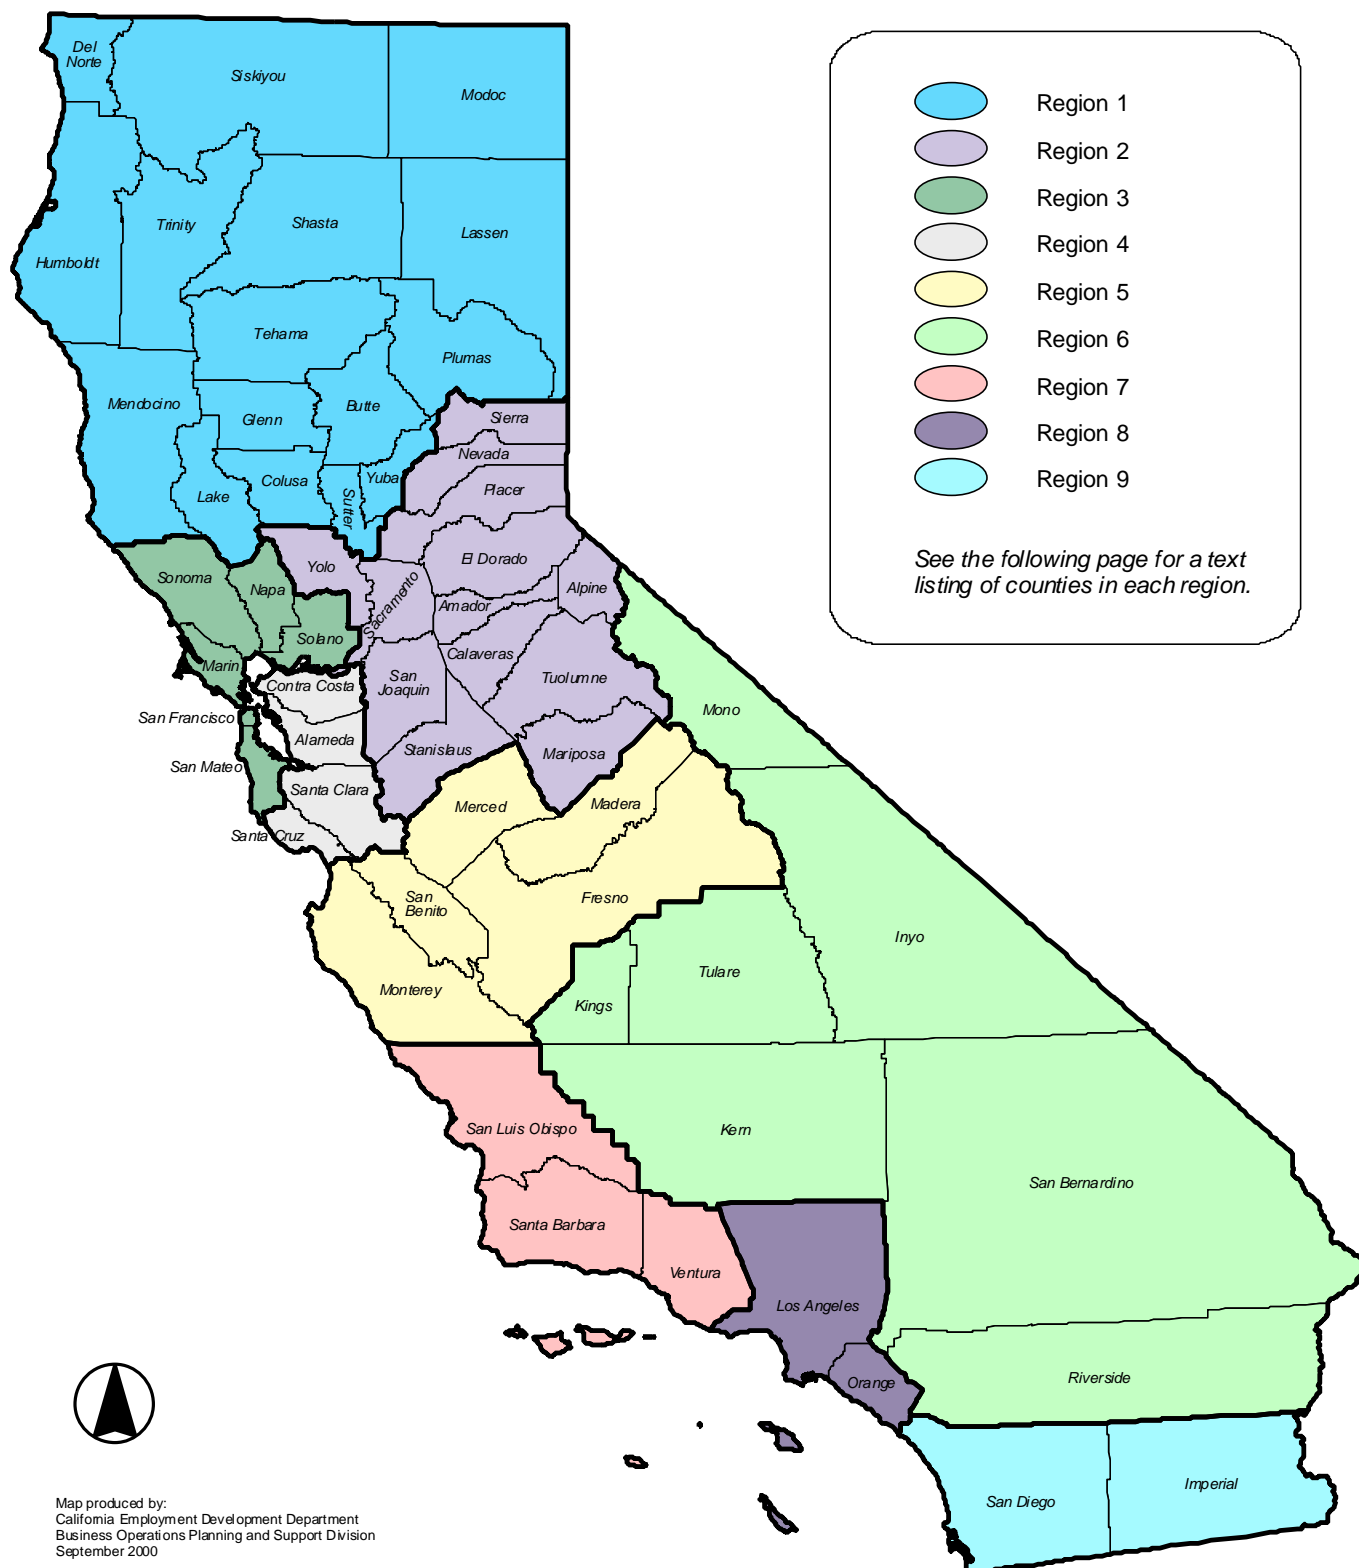 Del
Norte
Siskiyou
Modoc
Humboldt
Trinity
Shasta
Lassen
Tehama
Plumas
Mendocino
Glenn
Butte
Sierra
Nevada
Lake
Colusa
Sutter
Yuba
Placer
Sonoma
Napa
Yolo
Sacramento
El Dorado
Alpine
Amador
Solano
Marin
Calaveras
Contra Costa
San
Joaquin
Tuolumne
San Francisco
Alameda
Mono
Stanislaus
Mariposa
San Mateo
Santa Clara
Merced
Madera
Santa Cruz
San
Benito
Fresno
Inyo
Tulare
Monterey
Kings
San Luis Obispo
Kern
San Bernardino
Santa Barbara
Ventura
Los Angeles
Orange
Riverside
San Diego
Imperial
Region 1
Region 2
Region 3
Region 4
Region 5
Region 6
Region 7
Region 8
Region 9
See the following page for a text
listing of counties in each region.
Map produced by:
California Employment Development Department
Business Operations Planning and Support Division
September 2000